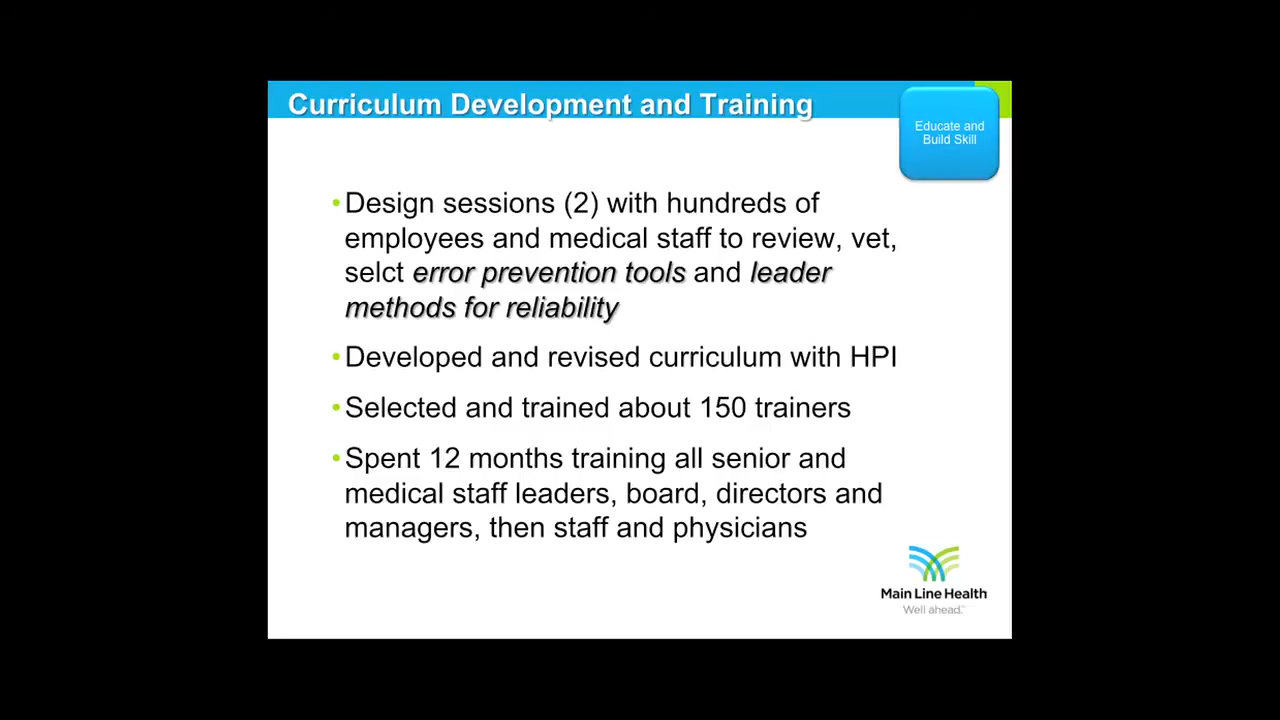 Curriculum Development and Training
Educate and
Build Skill
•Design sessions (2) with hundreds of
employees and medical staff to review, vet,
selct error prevention tools and leader
methods for reliability
•Developed and revised curriculum with HPI
•Selected and trained about 150 trainers
•Spent 12 months training all senior and
medical staff leaders, board, directors and
managers, then staff and physicians
Main Line Health
Well ahead.™